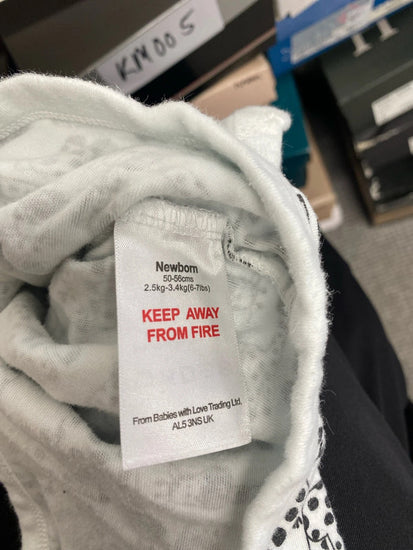 KM005
Newborn
50-56cms
2.5kg-3.4kg(6-7lbs)
KEEP AWAY
FROM FIRE
From Babies with Love Trading Ltd.
AL5 3NS UK